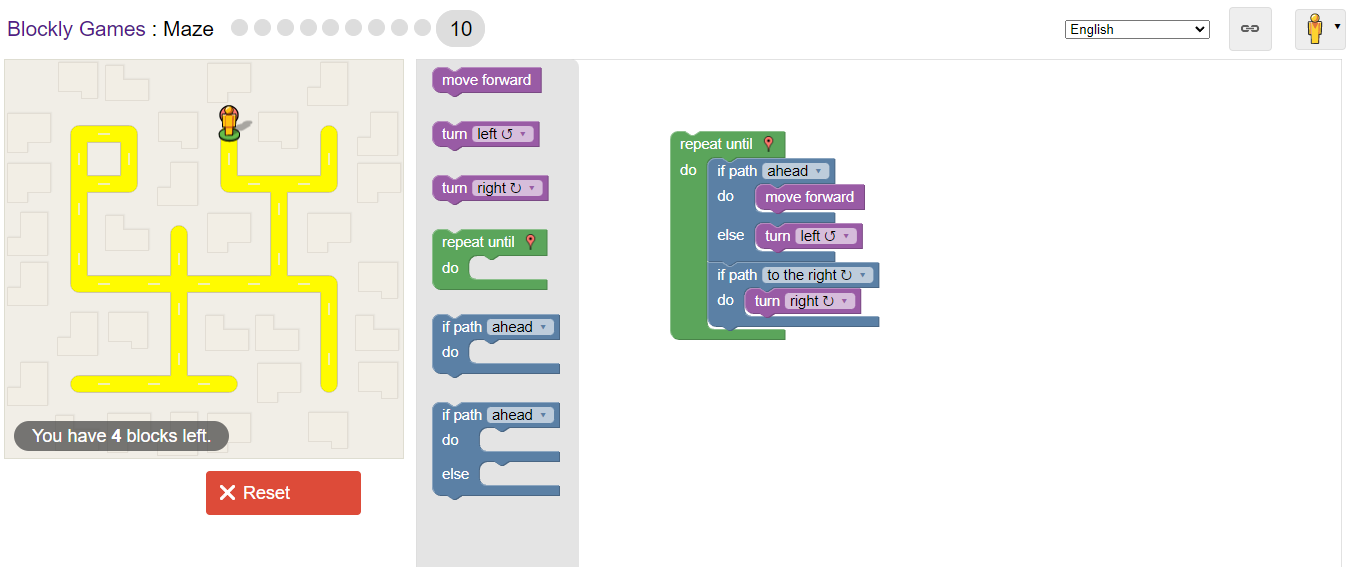 Blockly Games : Maze 10 English
move forward
turn left ↺
turn right ↻
repeat until
do
if path ahead
do
if path ahead
do
else
repeat until
do if path ahead
do move forward
else turn left ↺
if path to the right ↻
do turn right ↻
You have 4 blocks left.
Reset